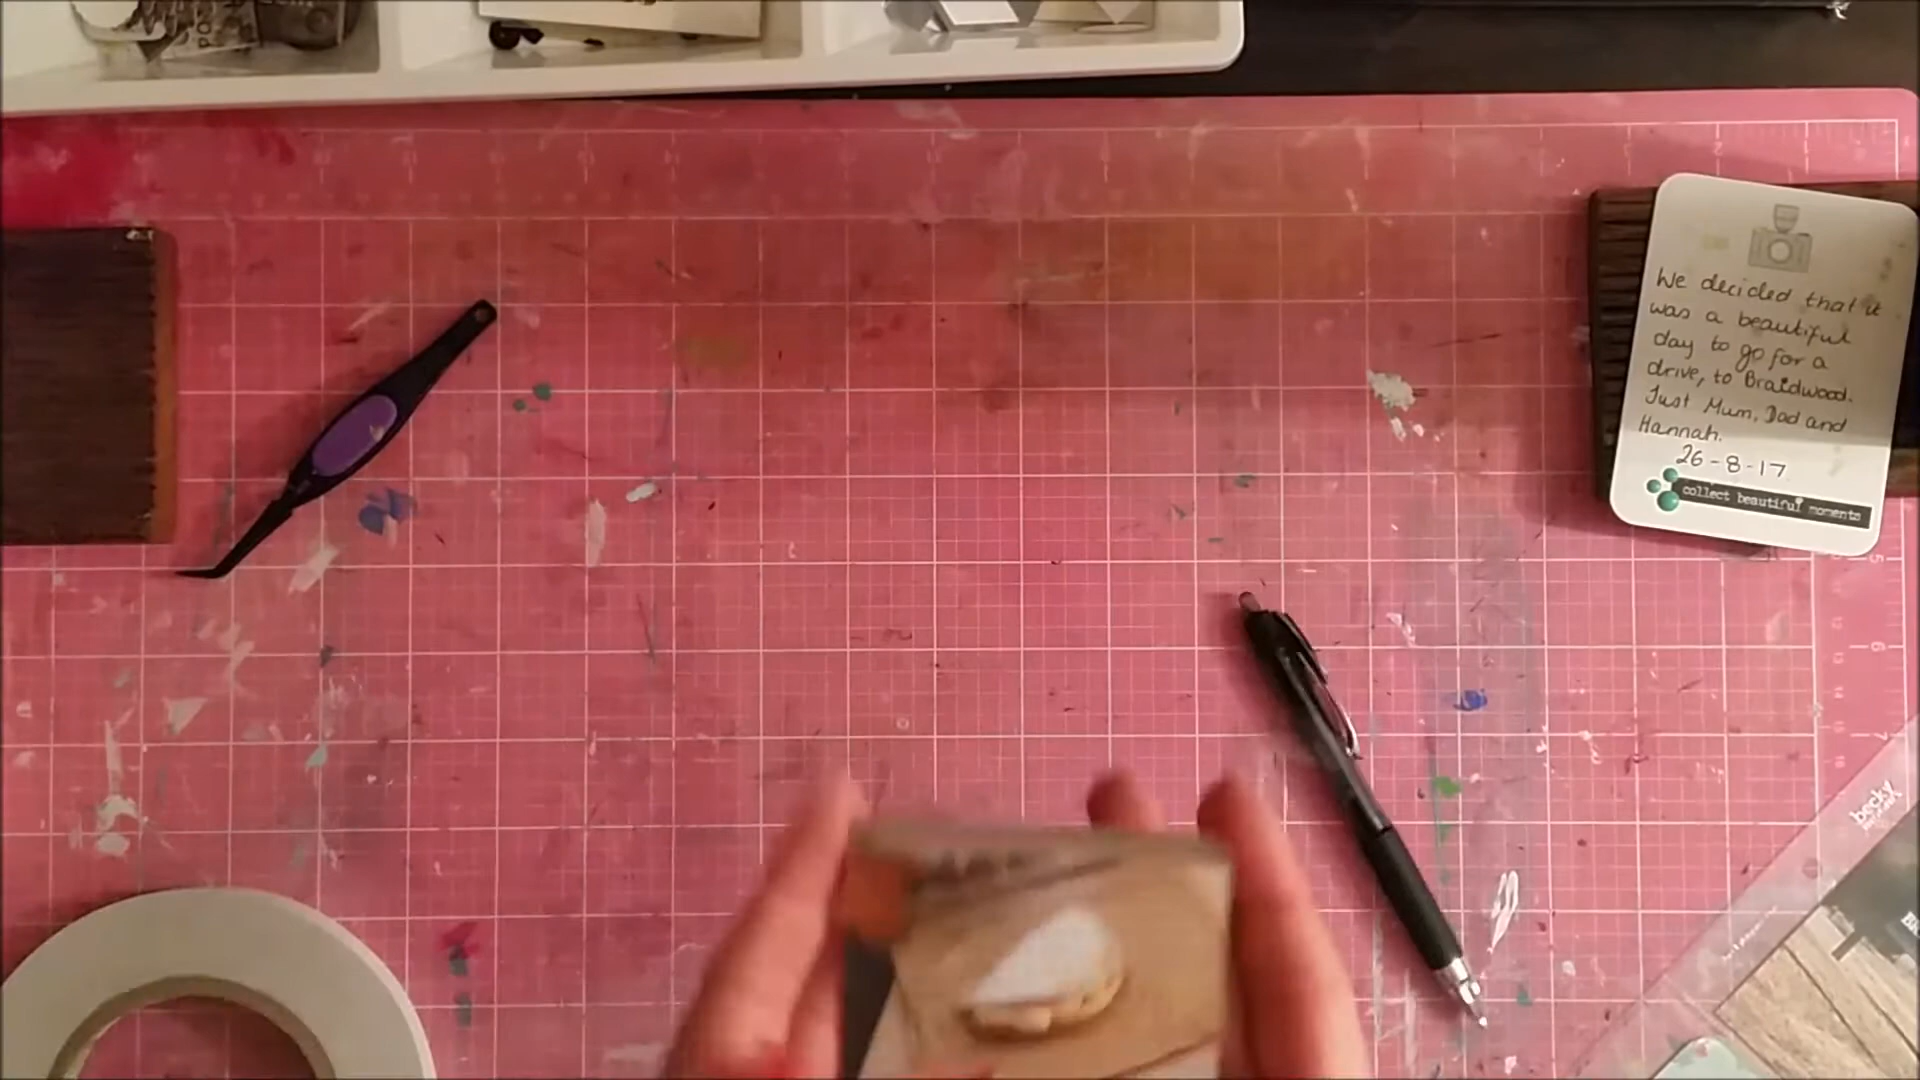 We decided that it
was a beautiful
day to go for a
drive, to Braidwood.
Just Mum, Dad and
Hannah.
26-8-17
collect beautiful moments
becky